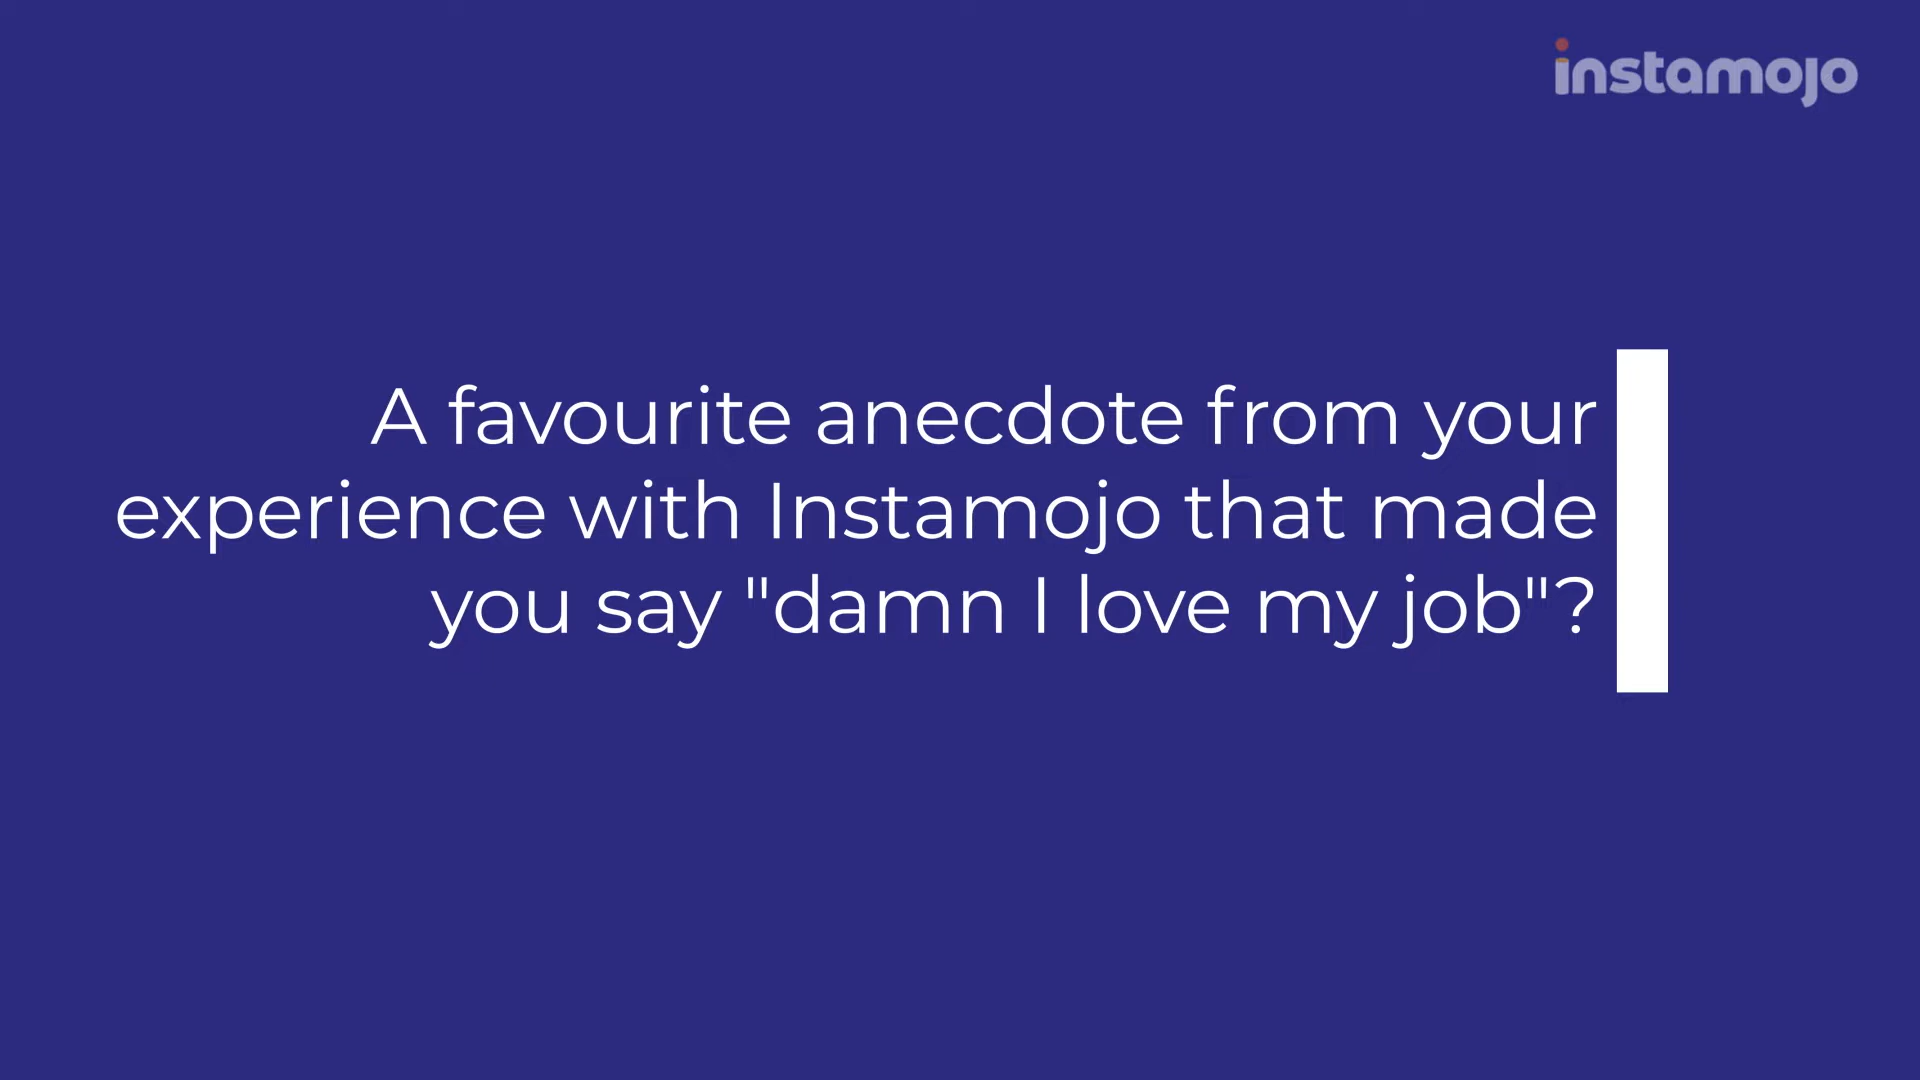 instamojo
A favourite anecdote from your
experience with Instamojo that made
you say "damn I love my job"?